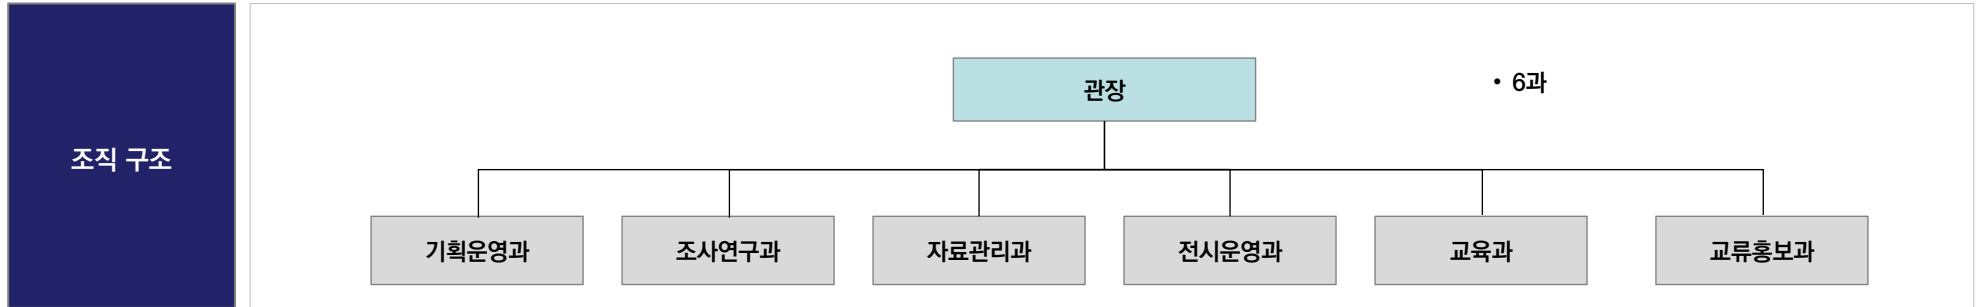 조직 구조
관장
• 6과
기획운영과
조사연구과
자료관리과
전시운영과
교육과
교류홍보과